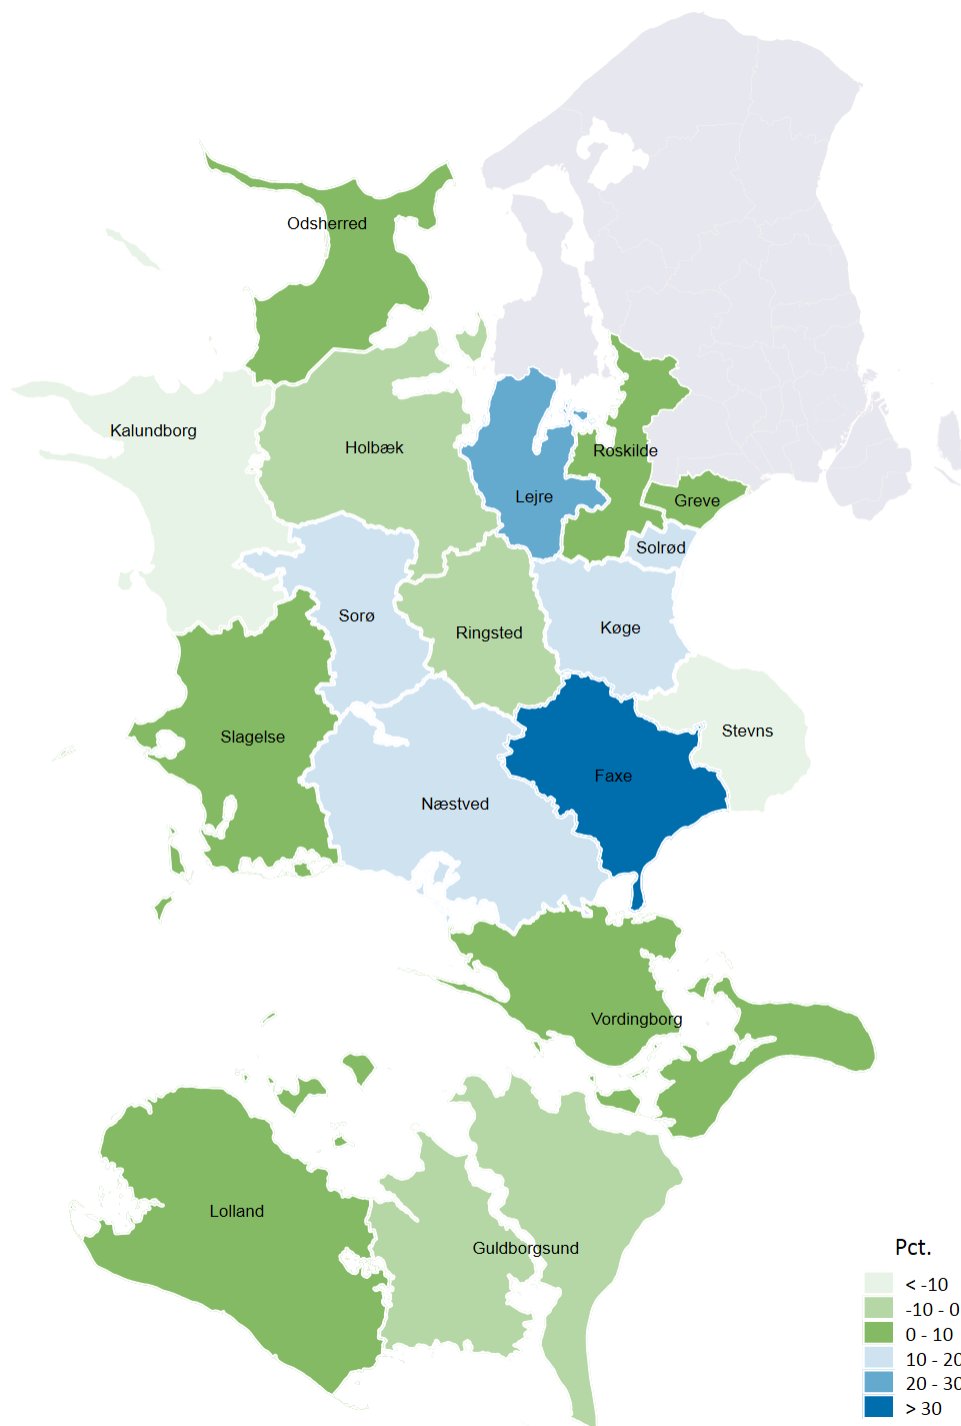 Odsherred
Kalundborg
Holbæk
Roskilde
Lejre
Greve
Solrød
Sorø
Ringsted
Køge
Slagelse
Stevns
Faxe
Næstved
Vordingborg
Lolland
Guldborgsund
Pct.
< -10
-10 - 0
0 - 10
10 - 20
20 - 30
> 30